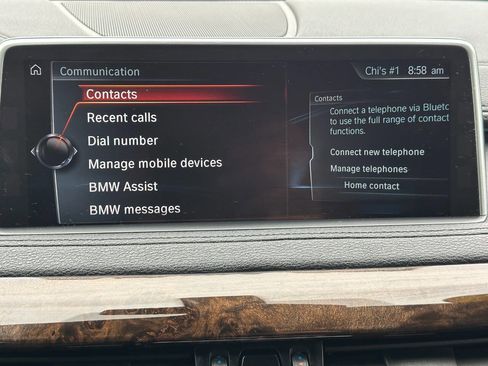 Communication
Chi's #1 8:58 am
Contacts
Recent calls
Dial number
Manage mobile devices
BMW Assist
BMW messages
Contacts
Connect a telephone via Bluetc
to use the full range of contact
functions.
Connect new telephone
Manage telephones
Home contact